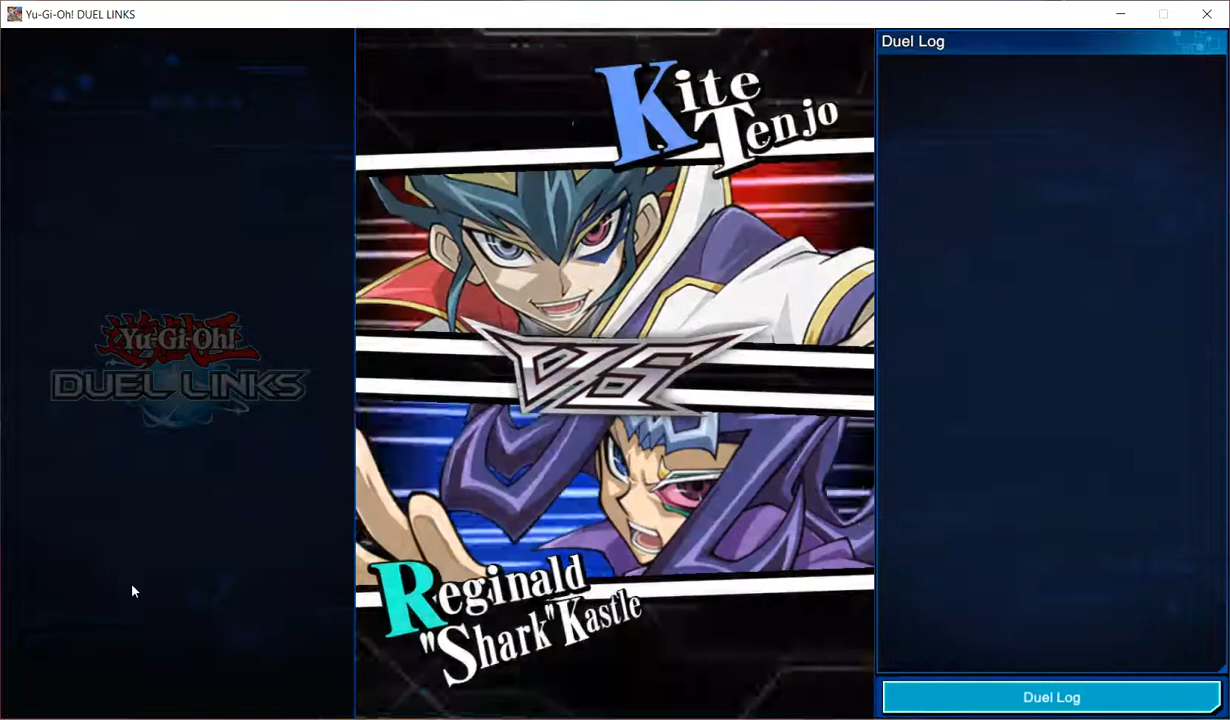 Yu-Gi-Oh! DUEL LINKS
Duel Log
Kite
Tenjo
Yu-Gi-Oh!
DUEL LINKS
VS
Reginald
"Shark" Kastle
Duel Log